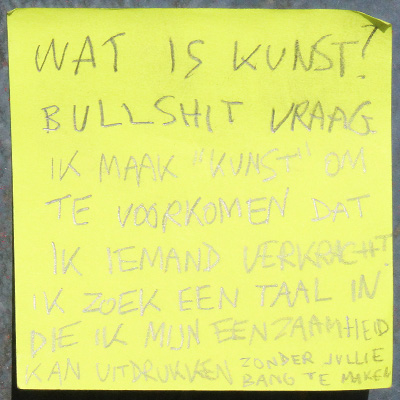 WAT IS KUNST?
BULLSHIT VRAAG
IK MAAK "KUNST" OM
TE VOORKOMEN DAT
IK IEMAND VERKRACHT!
IK ZOEK EEN TAAL IN
DIE IK MIJN EENZAAMHEID
KAN UITDRUKKEN ZONDER JULLIE
BANG TE MAKEN